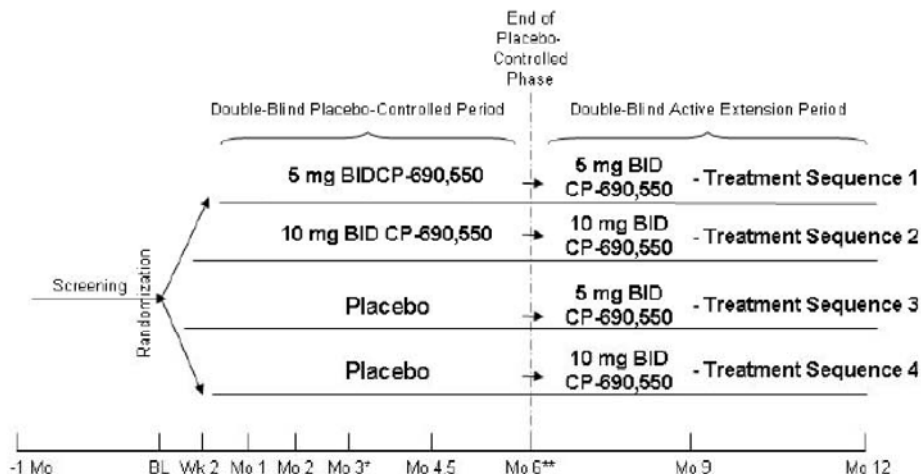 End of
Placebo-
Controlled
Phase
Double-Blind Placebo-Controlled Period
Double-Blind Active Extension Period
5 mg BIDCP-690,550
5 mg BID
CP-690,550
- Treatment Sequence 1
10 mg BID CP-690,550
10 mg BID
CP-690,550
- Treatment Sequence 2
Screening
Randomization
Placebo
5 mg BID
CP-690,550
- Treatment Sequence 3
Placebo
10 mg BID
CP-690,550
- Treatment Sequence 4
-1 Mo BL Wk 2 Mo 1 Mo 2 Mo 3* Mo 4.5 Mo 6** Mo 9 Mo 12